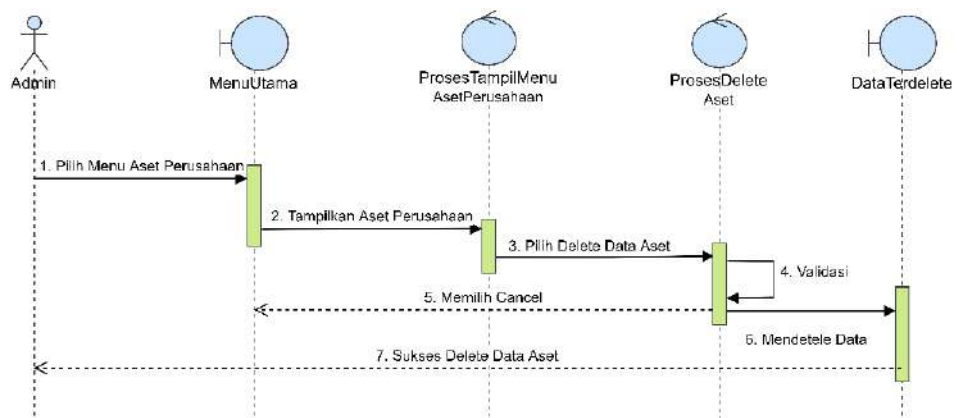 Admin
MenuUtama
ProsesTampilMenu
AsetPerusahaan
ProsesDelete
Aset
DataTerdelete
1. Pilih Menu Aset Perusahaan
2. Tampilkan Aset Perusahaan
3. Pilih Delete Data Aset
4. Validasi
5. Memilih Cancel
6. Mendetele Data
7. Sukses Delete Data Aset